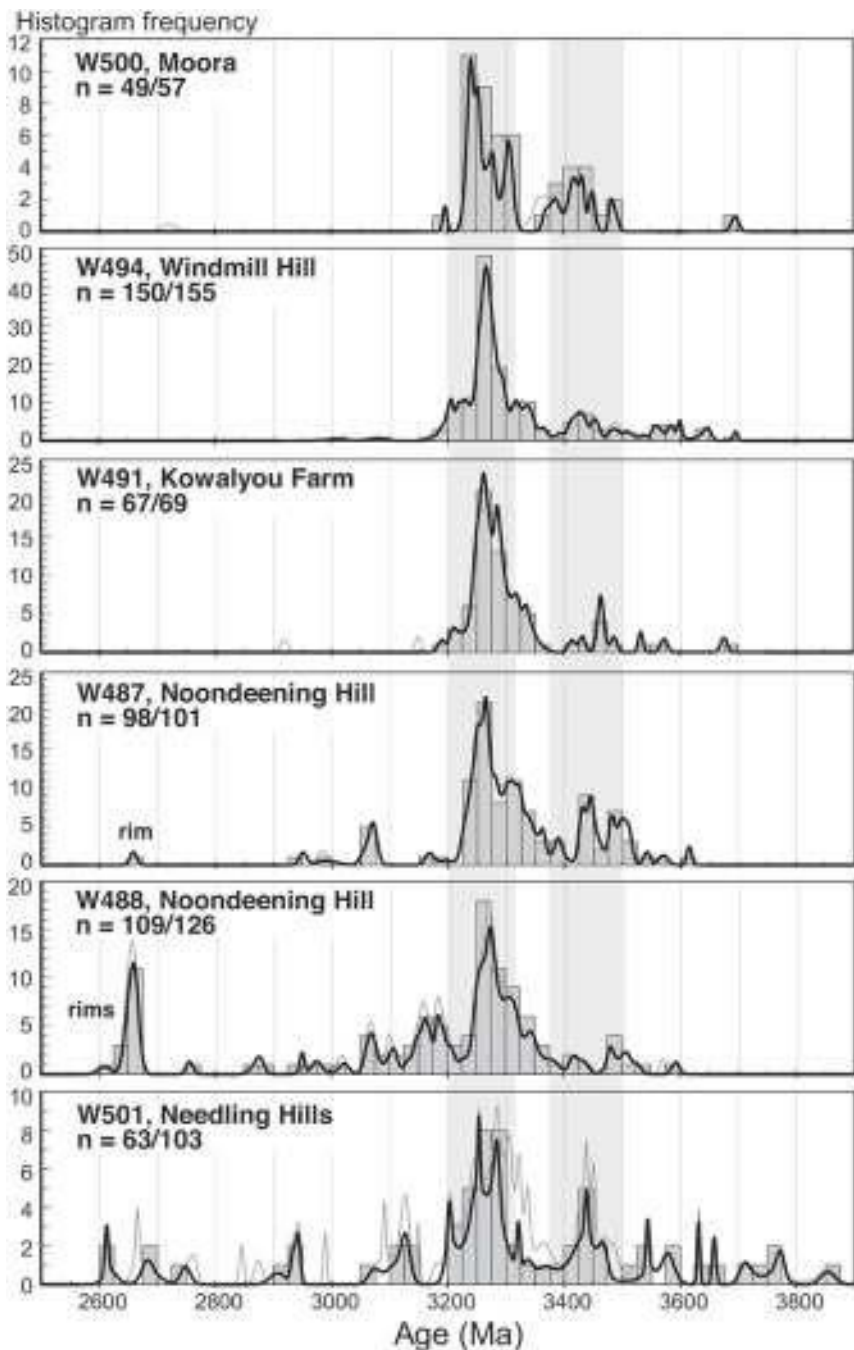 Histogram frequency
12
10
8
6
4
2
0
W500, Moora
n = 49/57
50
40
30
20
10
0
W494, Windmill Hill
n = 150/155
25
20
15
10
5
0
W491, Kowalyou Farm
n = 67/69
25
20
15
10
5
0
W487, Noondeening Hill
n = 98/101
rim
20
15
10
5
0
W488, Noondeening Hill
n = 109/126
rims
10
8
6
4
2
0
W501, Needling Hills
n = 63/103
2600 2800 3000 3200 3400 3600 3800
Age (Ma)